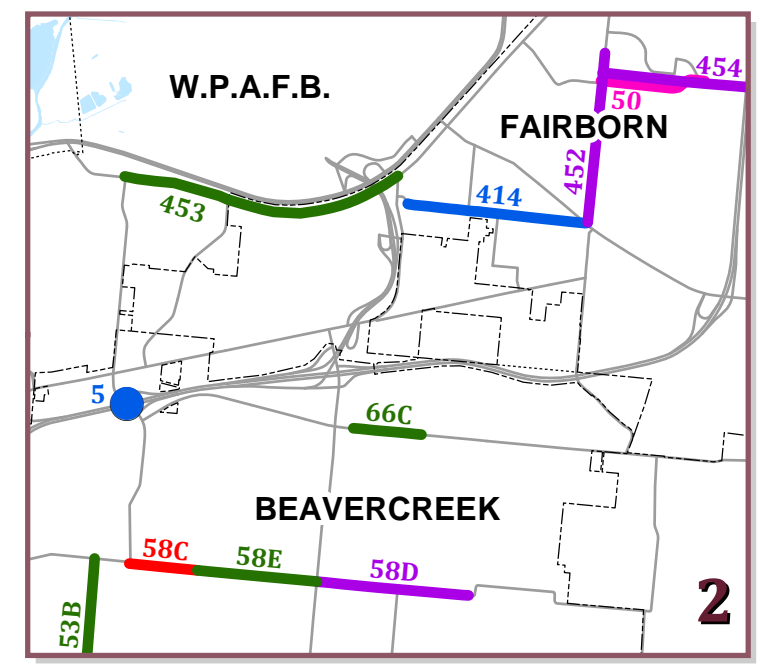 W.P.A.F.B.
454
50
FAIRBORN
452
414
453
5
66C
BEAVERCREEK
58C
58E
58D
53B
2